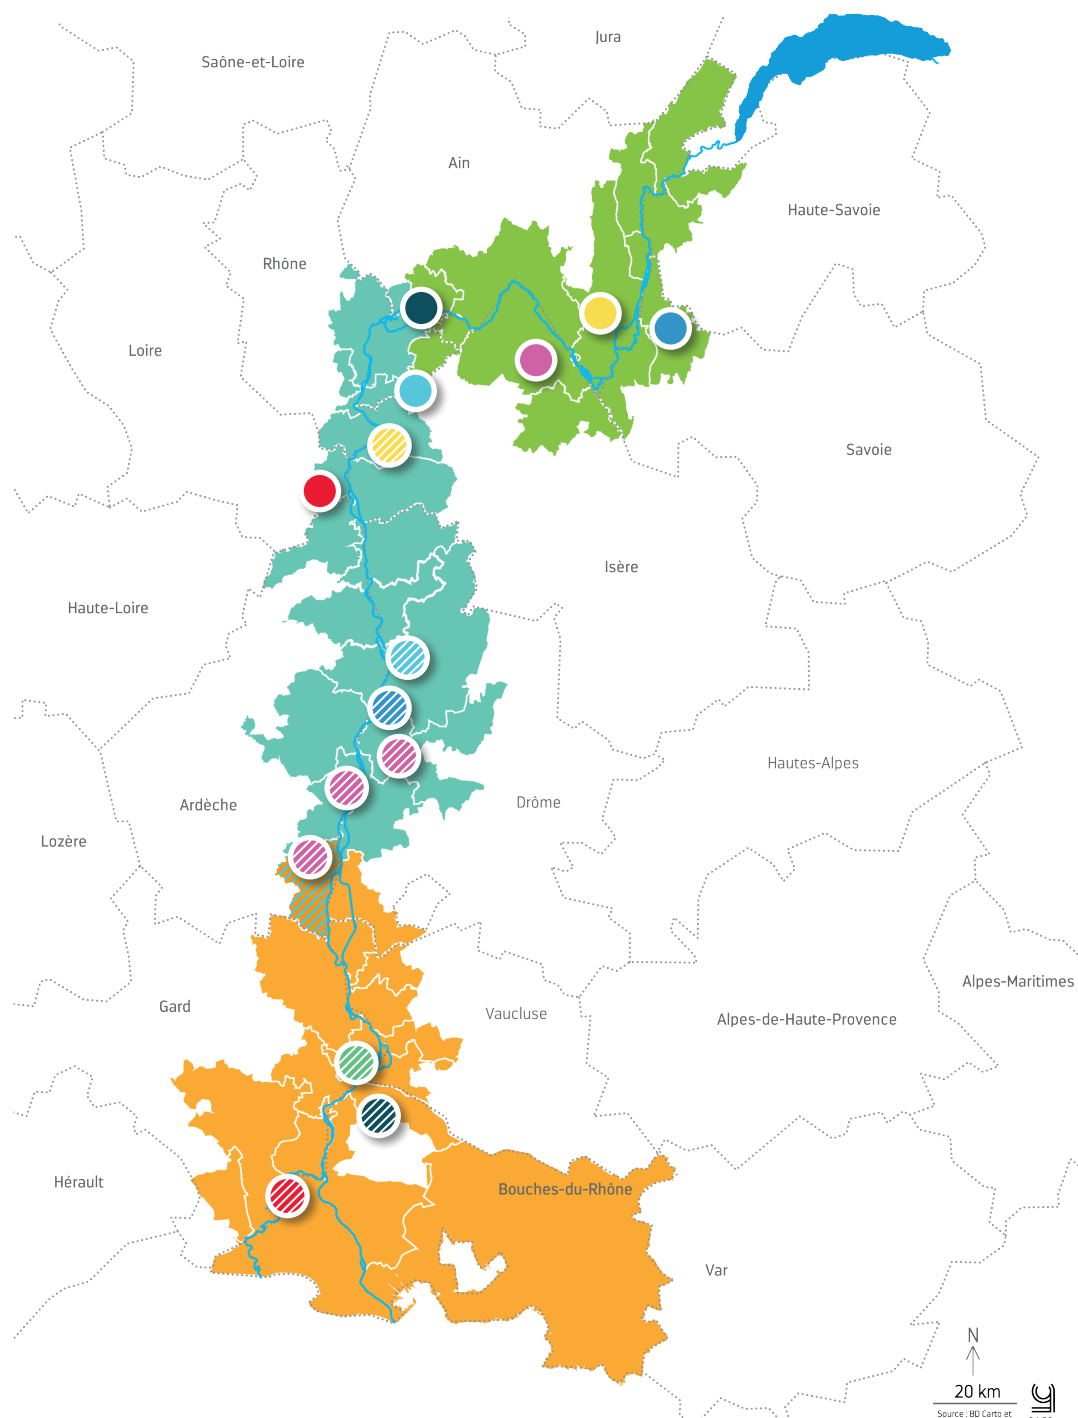 Jura
Saône-et-Loire
Ain
Haute-Savoie
Rhône
Loire
Savoie
Isère
Haute-Loire
Hautes-Alpes
Drôme
Ardèche
Lozère
Alpes-Maritimes
Gard
Vaucluse
Alpes-de-Haute-Provence
Hérault
Bouches-du-Rhône
Var
N
20 km
Source : BD Carto et